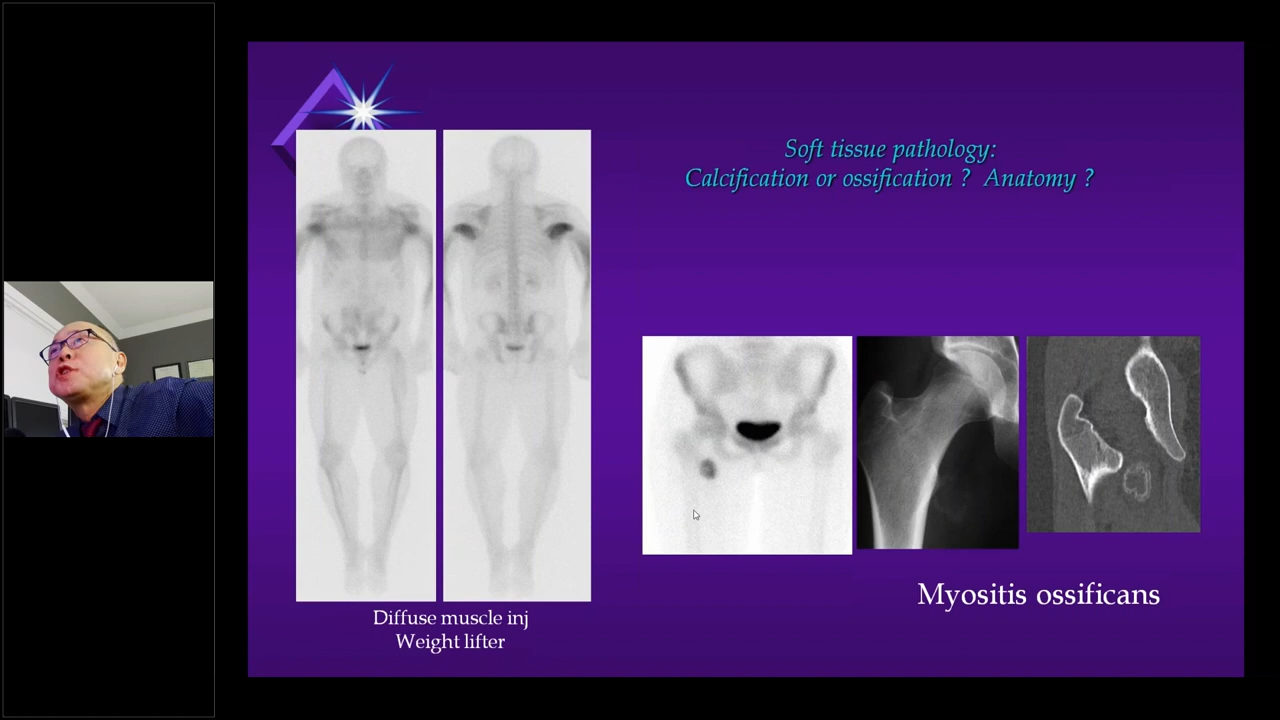 Soft tissue pathology:
Calcification or ossification ? Anatomy ?
Diffuse muscle inj
Weight lifter
Myositis ossificans